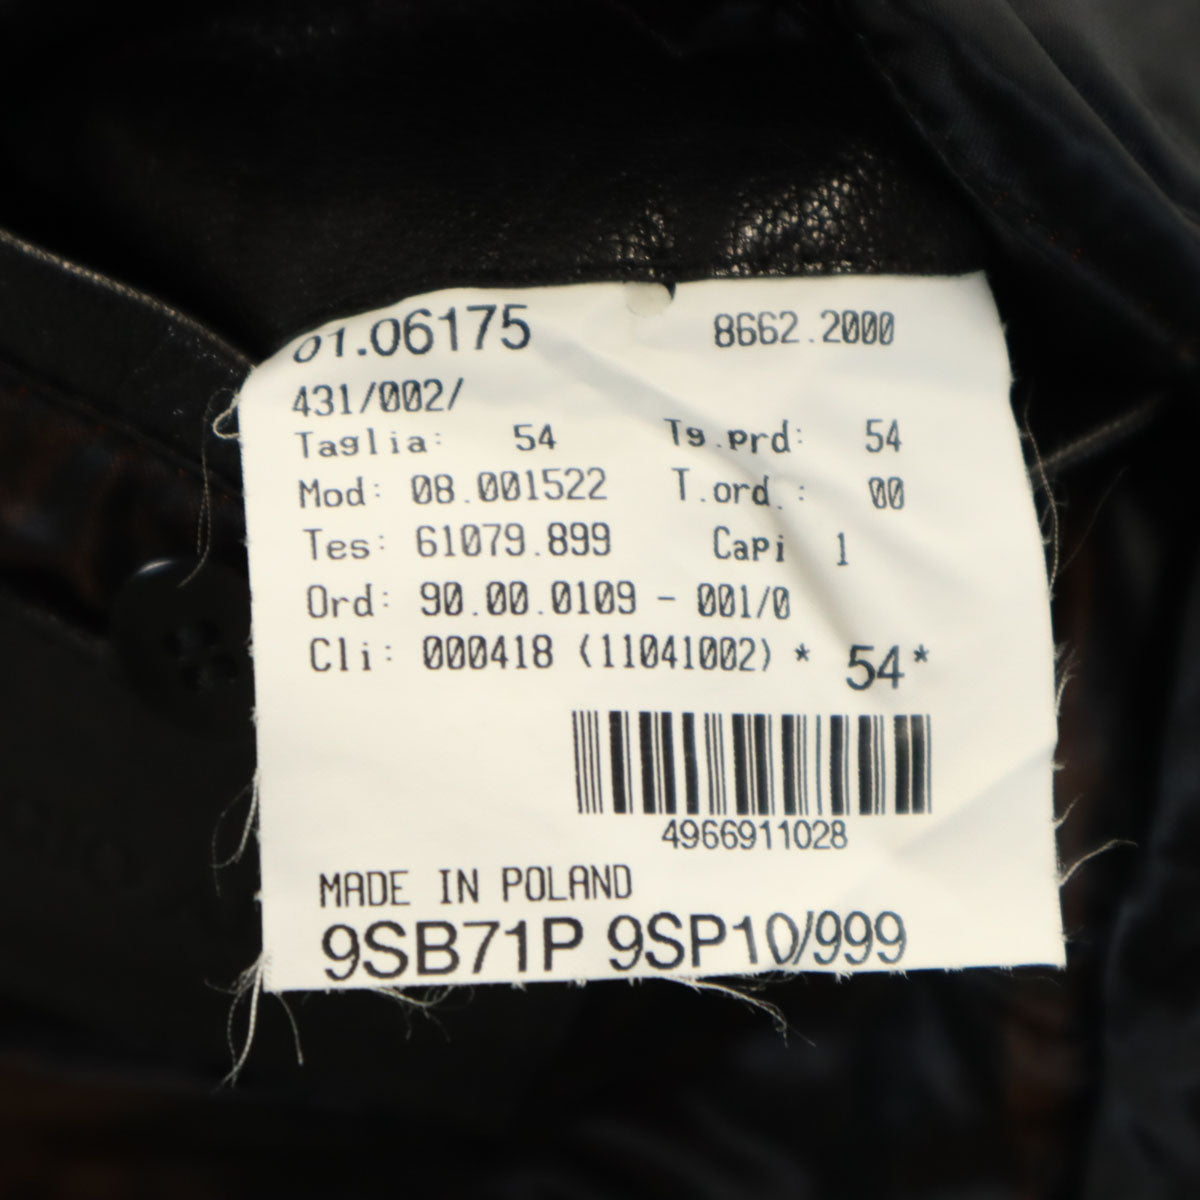 01.06175 8662.2000
431/002/
Taglia: 54 Tg.prd: 54
Mod: 08.001522 T.ord.: 00
Tes: 61079.899 Capi 1
Ord: 90.00.0109 - 001/0
Cli: 000418 (11041002) * 54*
4966911028
MADE IN POLAND
9SB71P 9SP10/999